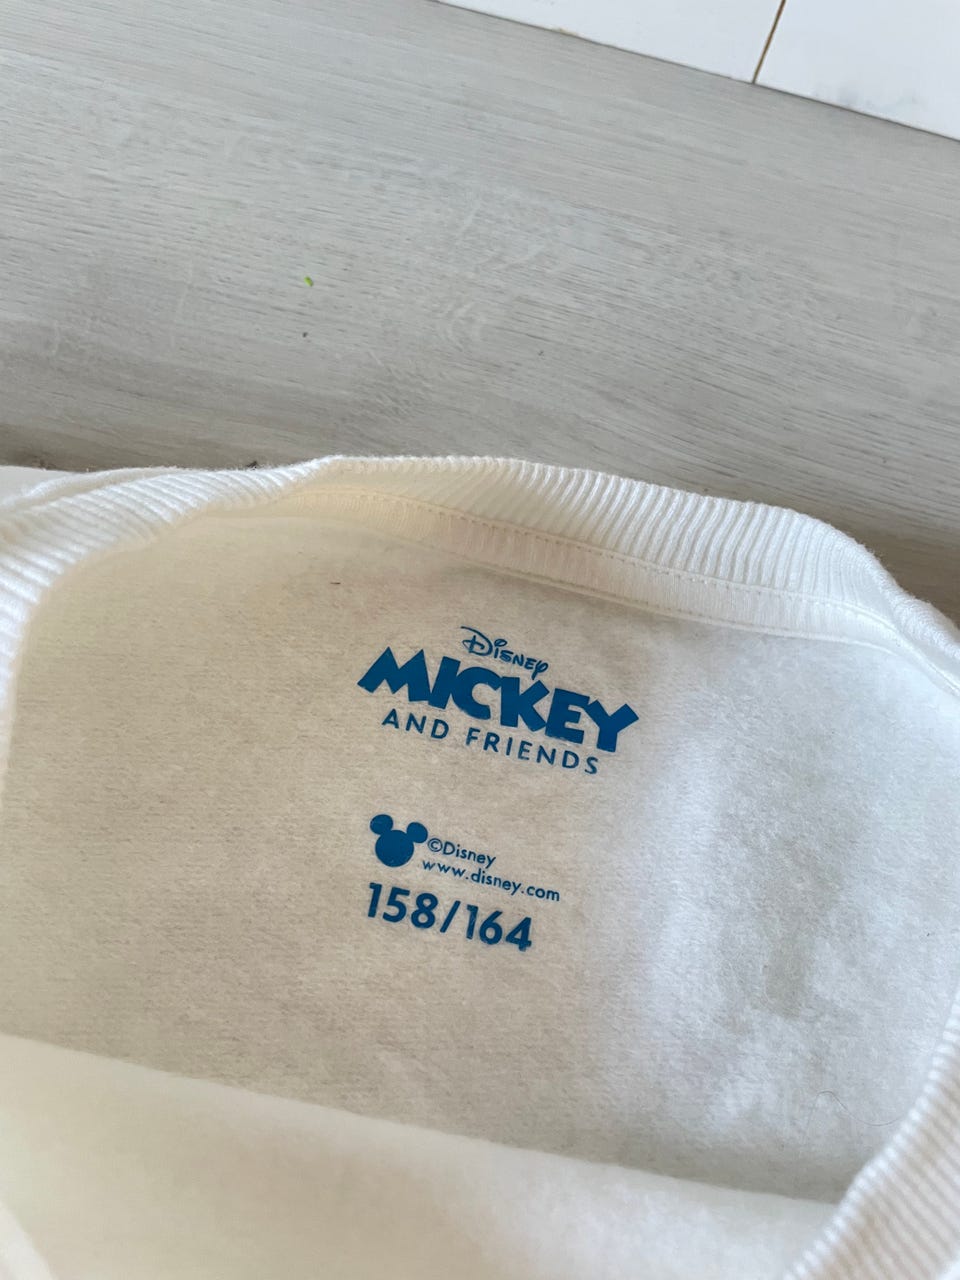 Disney
MICKEY
AND FRIENDS
©Disney
www.disney.com
158/164